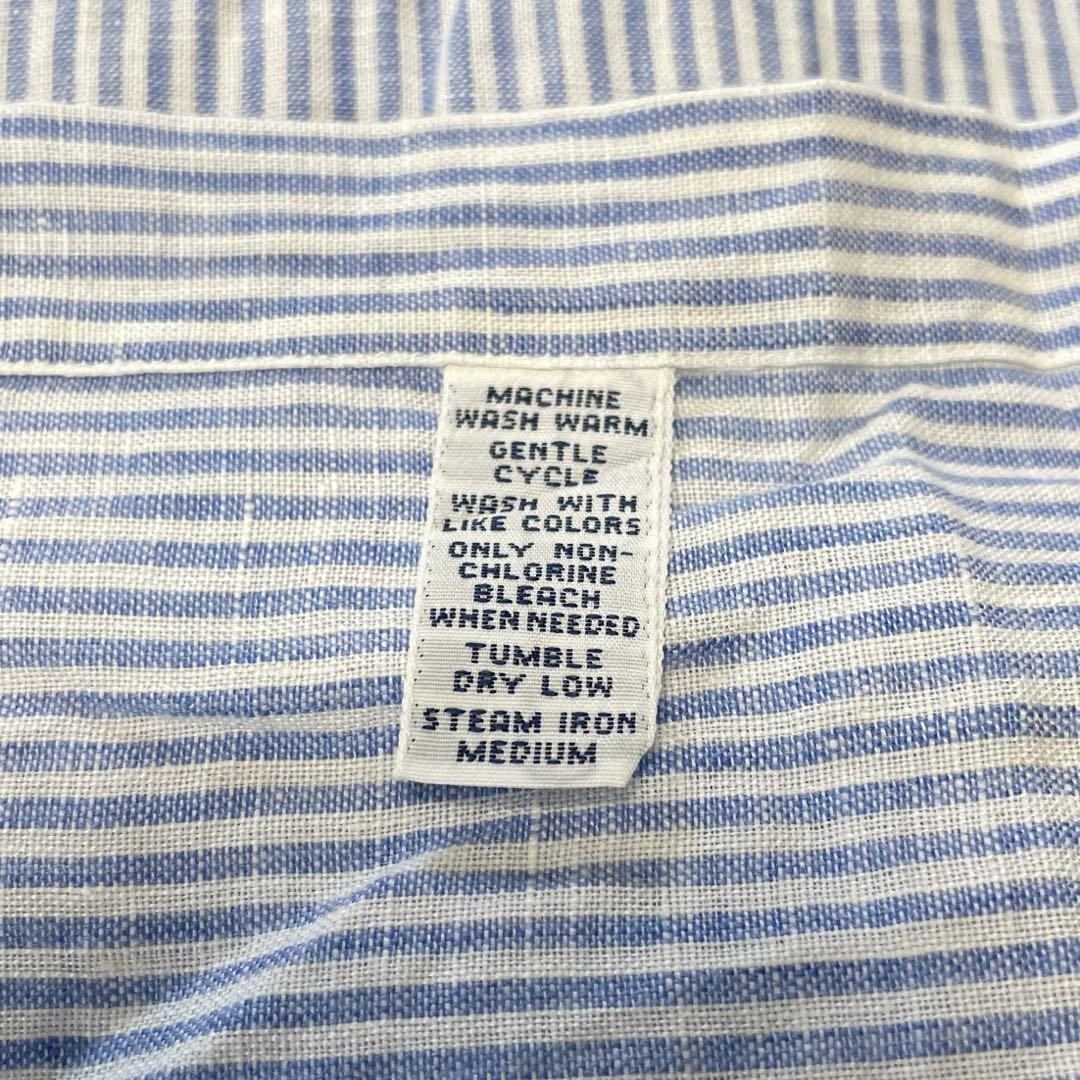 MACHINE
WASH WARM
GENTLE
CYCLE
WASH WITH
LIKE COLORS
ONLY NON-
CHLORINE
BLEACH
WHEN NEEDED
TUMBLE
DRY LOW
STEAM IRON
MEDIUM